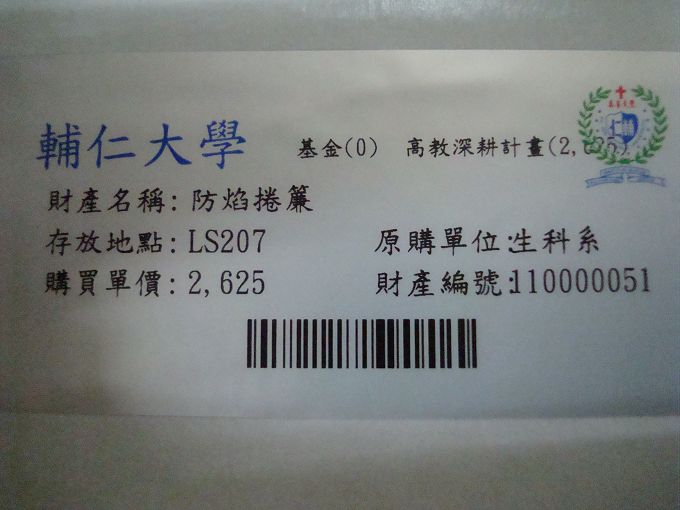 輔仁大學 基金(0) 高教深耕計畫(2,625)
財產名稱:防焰捲簾
存放地點:LS207 原購單位:生科系
購買單價:2,625 財產編號:110000051